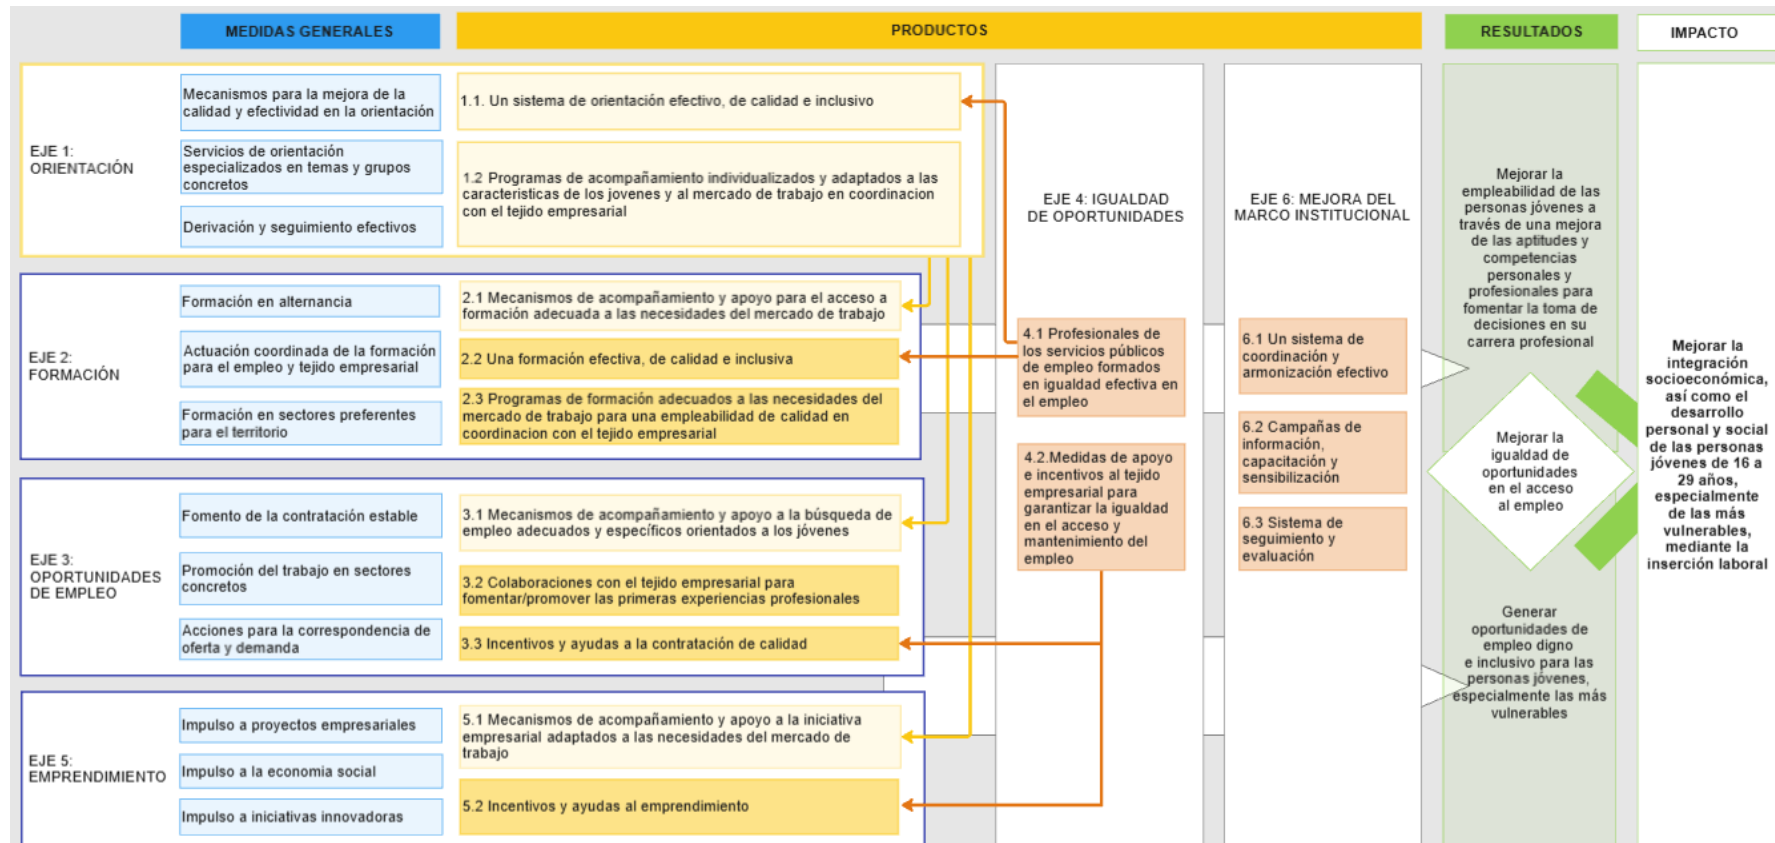 MEDIDAS GENERALES
PRODUCTOS
RESULTADOS
IMPACTO
EJE 1:
ORIENTACIÓN
Mecanismos para la mejora de la
calidad y efectividad en la orientación
Servicios de orientación
especializados en temas y grupos
concretos
Derivación y seguimiento efectivos
1.1. Un sistema de orientación efectivo, de calidad e inclusivo
1.2 Programas de acompañamiento individualizados y adaptados a las
caracteristicas de los jovenes y al mercado de trabajo en coordinacion
con el tejido empresarial
EJE 2:
FORMACIÓN
Formación en alternancia
Actuación coordinada de la formación
para el empleo y tejido empresarial
Formación en sectores preferentes
para el territorio
2.1 Mecanismos de acompañamiento y apoyo para el acceso a
formación adecuada a las necesidades del mercado de trabajo
2.2 Una formación efectiva, de calidad e inclusiva
2.3 Programas de formación adecuados a las necesidades del
mercado de trabajo para una empleabilidad de calidad en
coordinacion con el tejido empresarial
EJE 3:
OPORTUNIDADES
DE EMPLEO
Fomento de la contratación estable
Promoción del trabajo en sectores
concretos
Acciones para la correspondencia de
oferta y demanda
3.1 Mecanismos de acompañamiento y apoyo a la búsqueda de
empleo adecuados y específicos orientados a los jóvenes
3.2 Colaboraciones con el tejido empresarial para
fomentar/promover las primeras experiencias profesionales
3.3 Incentivos y ayudas a la contratación de calidad
EJE 5:
EMPRENDIMIENTO
Impulso a proyectos empresariales
Impulso a la economia social
Impulso a iniciativas innovadoras
5.1 Mecanismos de acompañamiento y apoyo a la iniciativa
empresarial adaptados a las necesidades del mercado de
trabajo
5.2 Incentivos y ayudas al emprendimiento
EJE 4: IGUALDAD
DE OPORTUNIDADES
4.1 Profesionales de
los servicios públicos
de empleo formados
en igualdad efectiva en
el empleo
4.2.Medidas de apoyo
e incentivos al tejido
empresarial para
garantizar la igualdad
en el acceso y
mantenimiento del
empleo
EJE 6: MEJORA DEL
MARCO INSTITUCIONAL
6.1 Un sistema de
coordinación y
armonización efectivo
6.2 Campañas de
información,
capacitación y
sensibilización
6.3 Sistema de
seguimiento y
evaluación
Mejorar la
empleabilidad de las
personas jóvenes a
través de una mejora
de las aptitudes y
competencias
personales y
profesionales para
fomentar la toma de
decisiones en su
carrera profesional
Mejorar la
igualdad de
oportunidades
en el acceso
al empleo
Generar
oportunidades de
empleo digno
e inclusivo para las
personas jóvenes,
especialmente las más
vulnerables
Mejorar la
integración
socioeconómica,
así como el
desarrollo
personal y social
de las personas
jóvenes de 16 a
29 años,
especialmente
de las más
vulnerables,
mediante la
inserción laboral